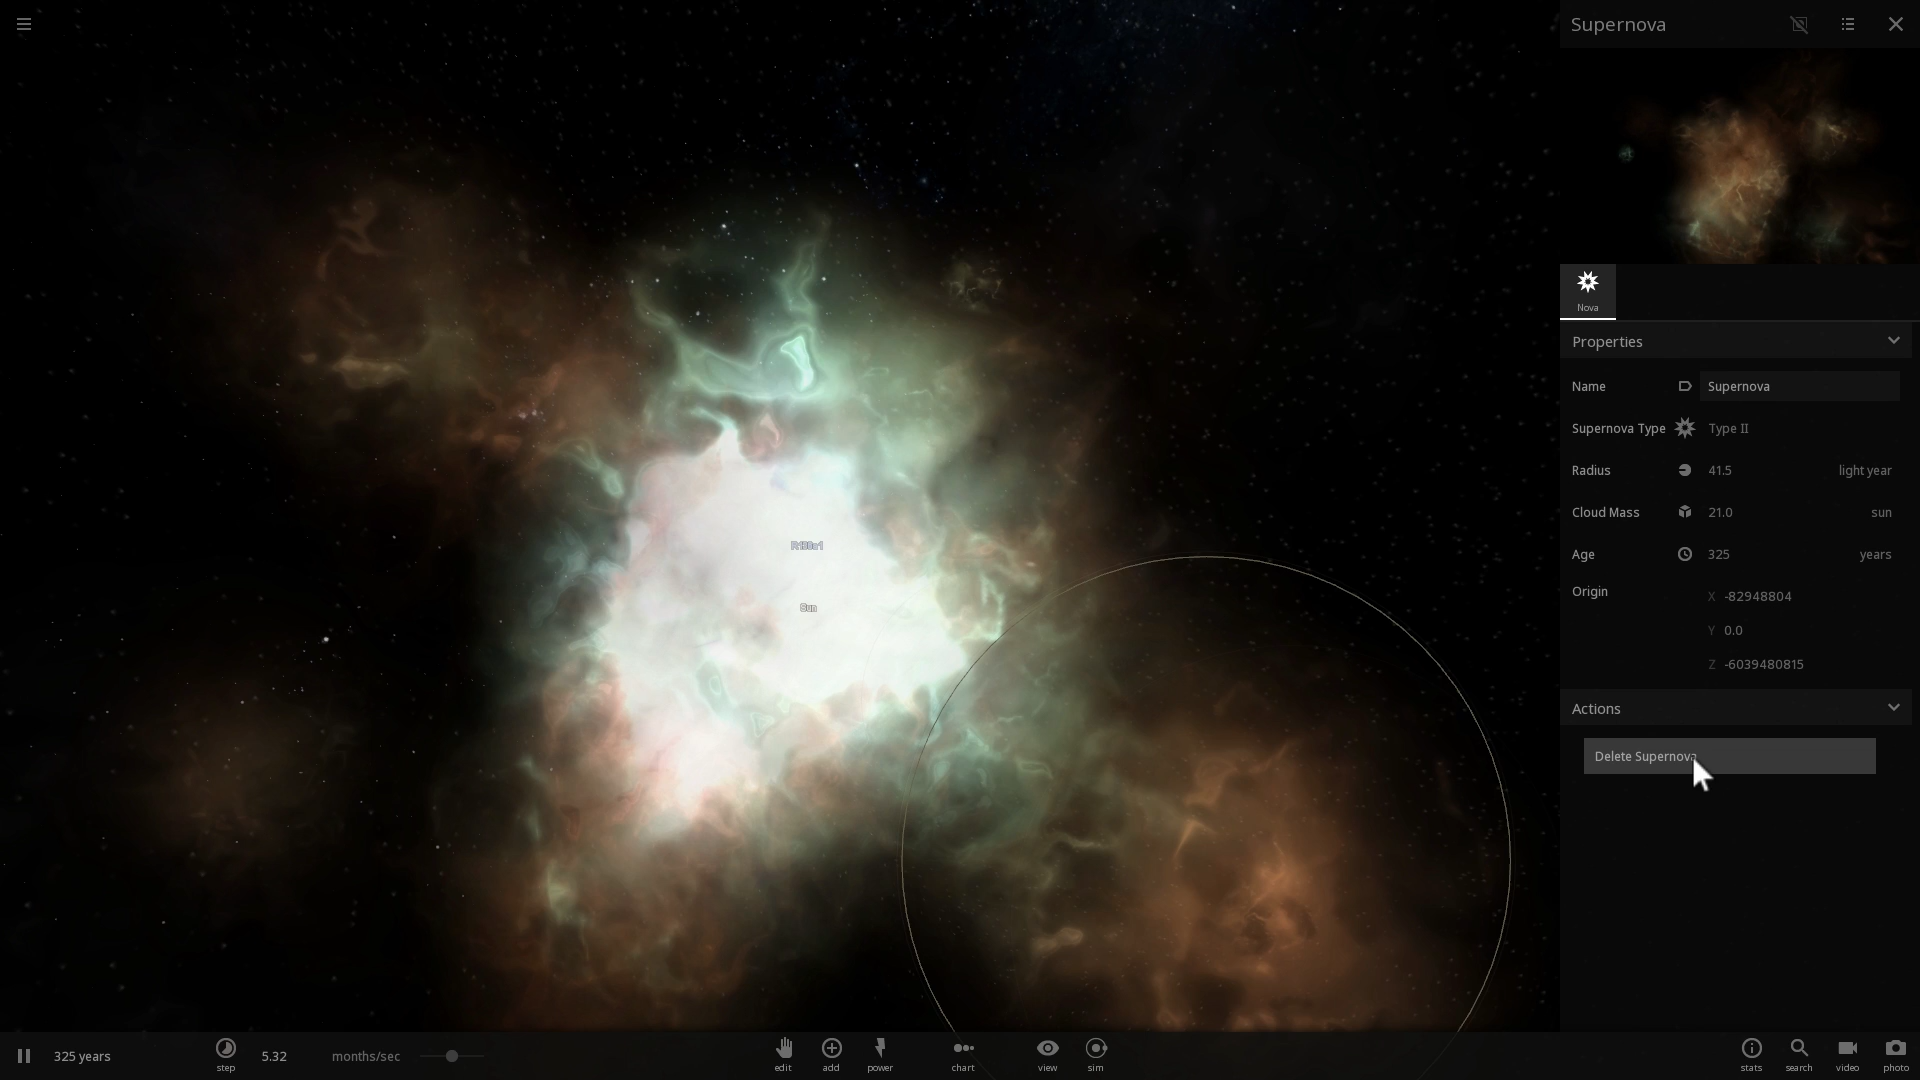 Supernova
Nova
Properties
Name Supernova
Supernova Type Type II
Radius 41.5 light year
Cloud Mass 21.0 sun
Age 325 years
Origin X -82948804
Y 0.0
Z -6039480815
Actions
Delete Supernova
Sun
325 years
step
5.32 months/sec
edit
add
power
chart
view
sim
stats
search
video
photo